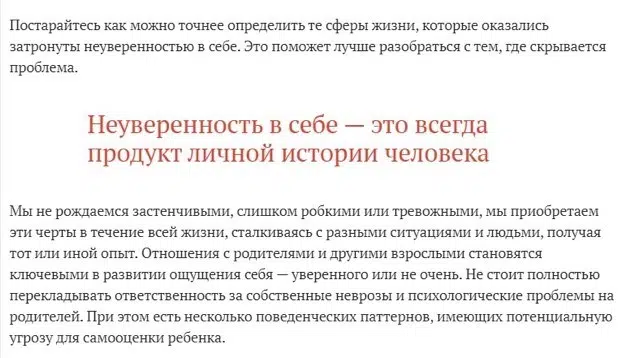 Постарайтесь как можно точнее определить те сферы жизни, которые оказались
затронуты неуверенностью в себе. Это поможет лучше разобраться с тем, где скрывается
проблема.
Неуверенность в себе — это всегда
продукт личной истории человека
Мы не рождаемся застенчивыми, слишком робкими или тревожными, мы приобретаем
эти черты в течение всей жизни, сталкиваясь с разными ситуациями и людьми, получая
тот или иной опыт. Отношения с родителями и другими взрослыми становятся
ключевыми в развитии ощущения себя — уверенного или не очень. Не стоит полностью
перекладывать ответственность за собственные неврозы и психологические проблемы на
родителей. При этом есть несколько поведенческих паттернов, имеющих потенциальную
угрозу для самооценки ребенка.